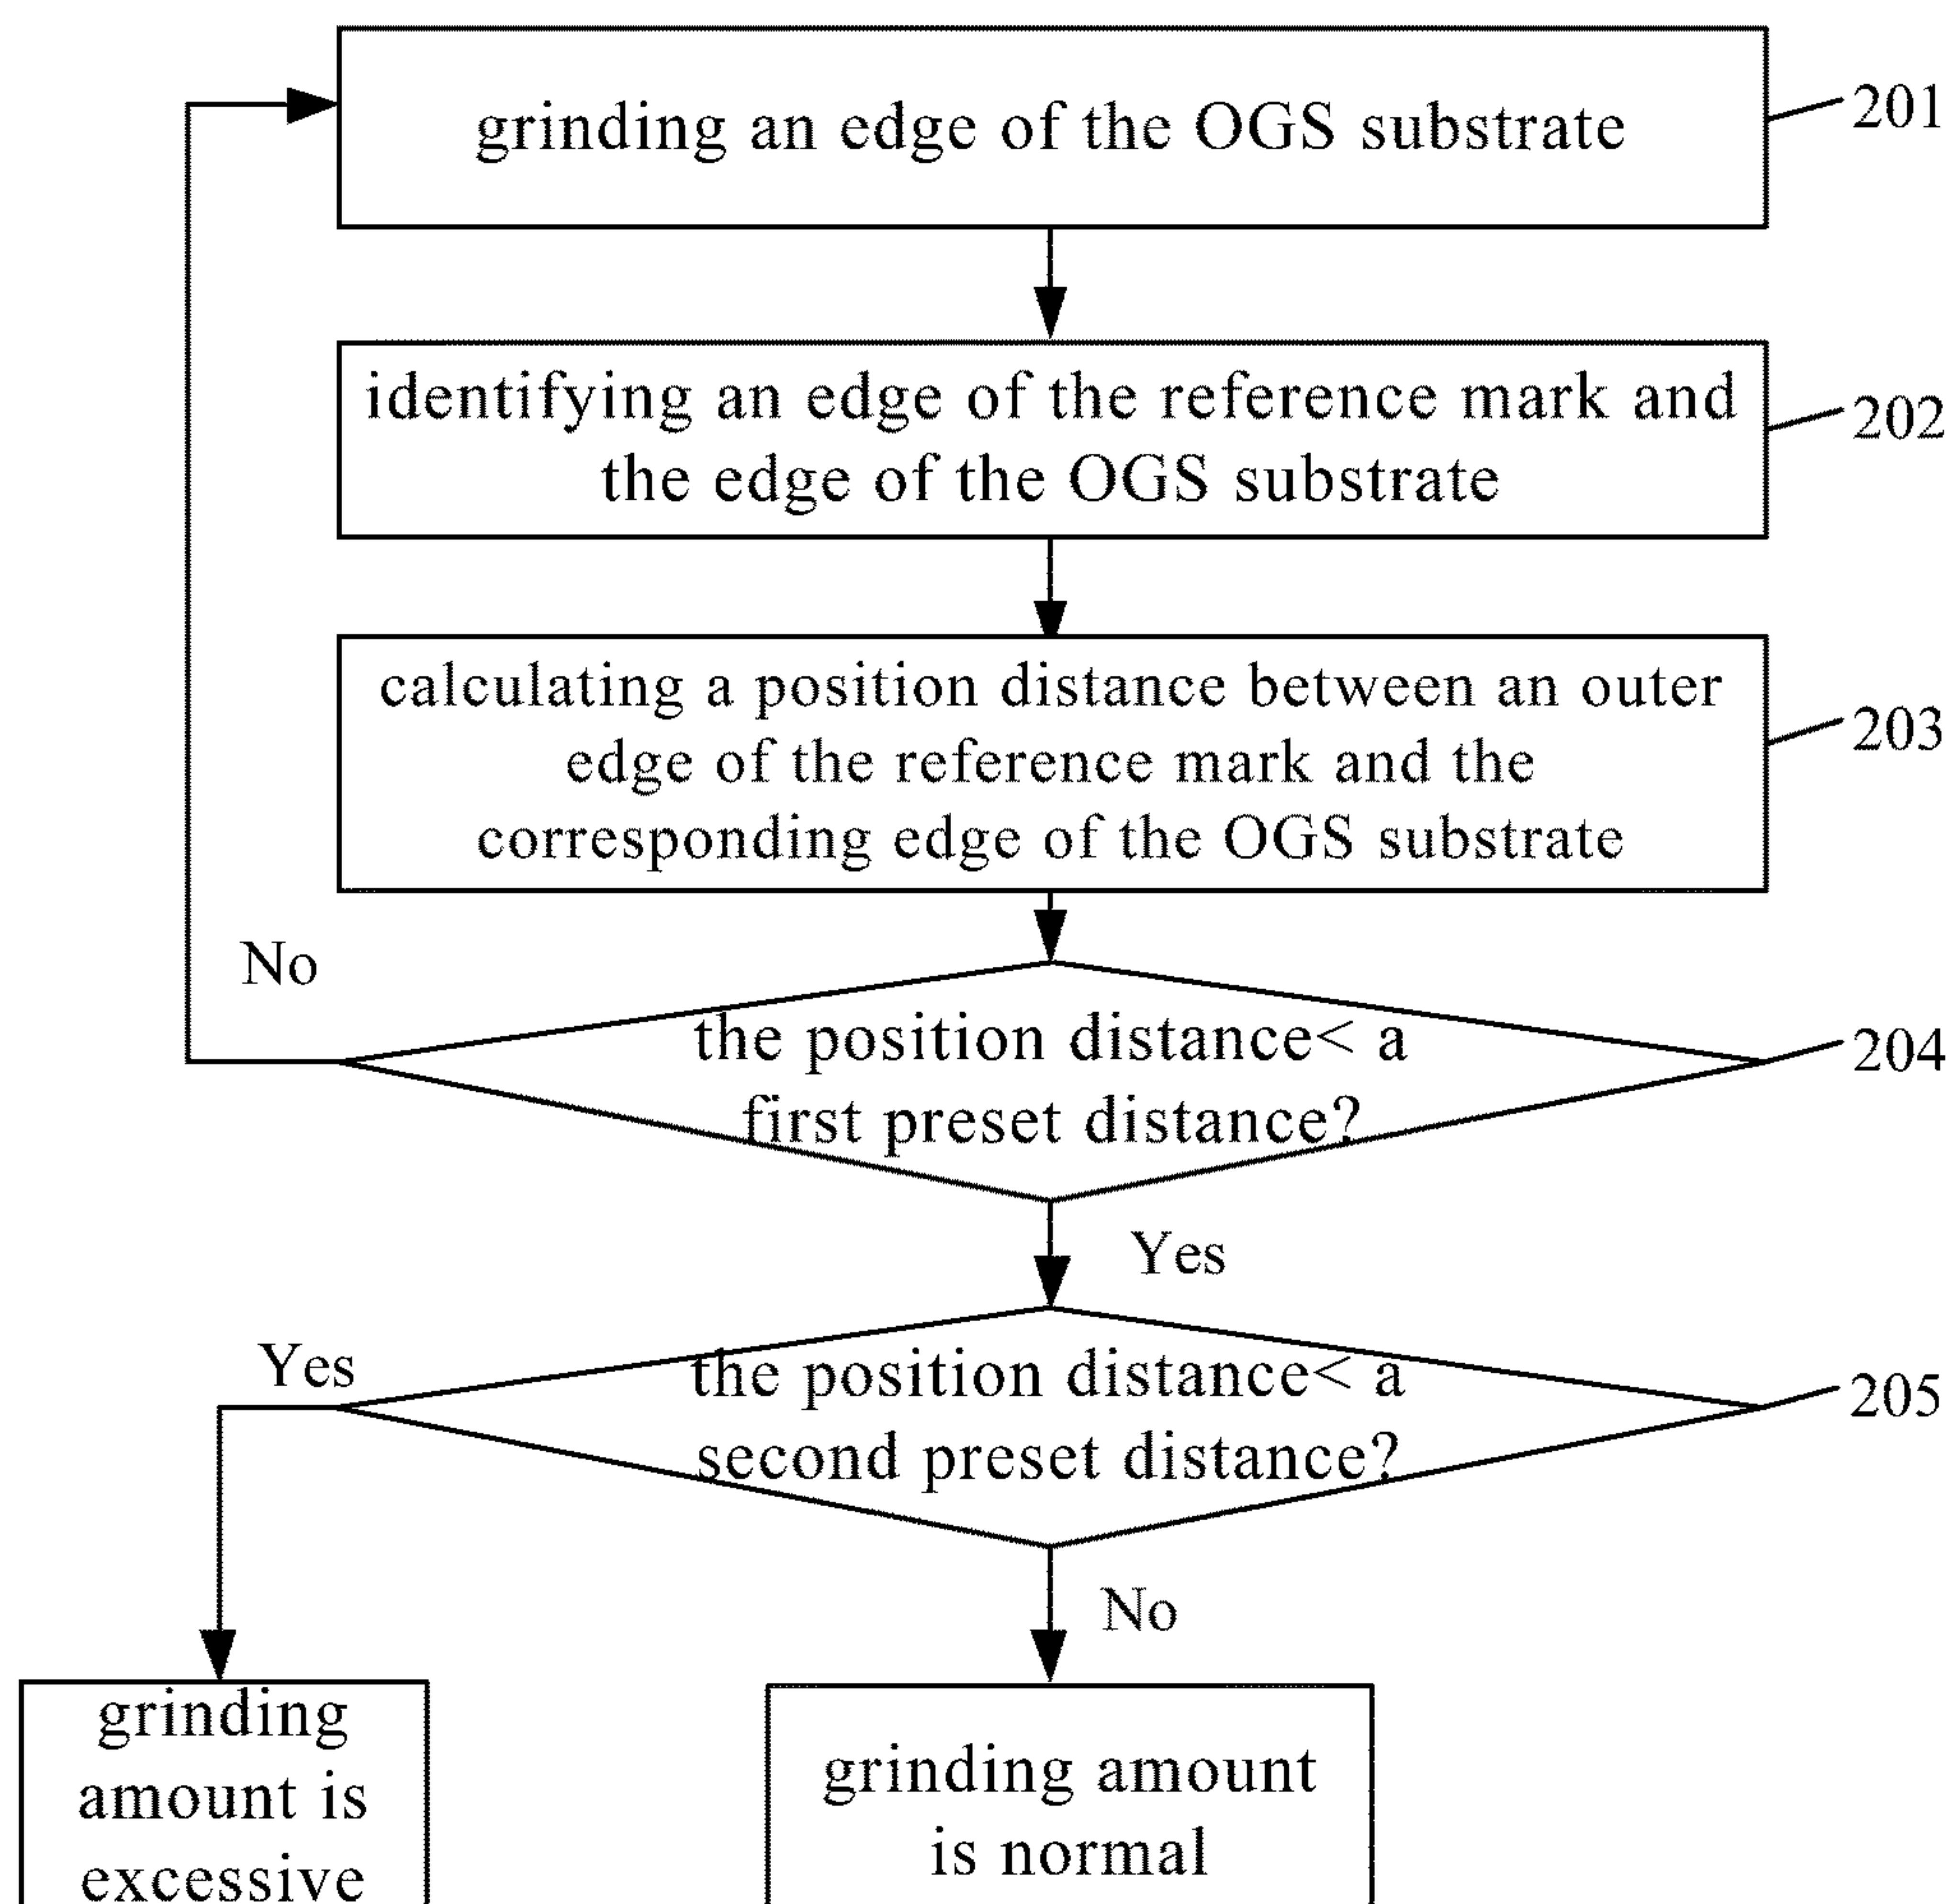 grinding an edge of the OGS substrate
201
identifying an edge of the reference mark and
the edge of the OGS substrate
202
calculating a position distance between an outer
edge of the reference mark and the
corresponding edge of the OGS substrate
203
No
the position distance< a
first preset distance?
204
Yes
Yes
the position distance< a
second preset distance?
205
No
grinding
amount is
excessive
grinding amount
is normal